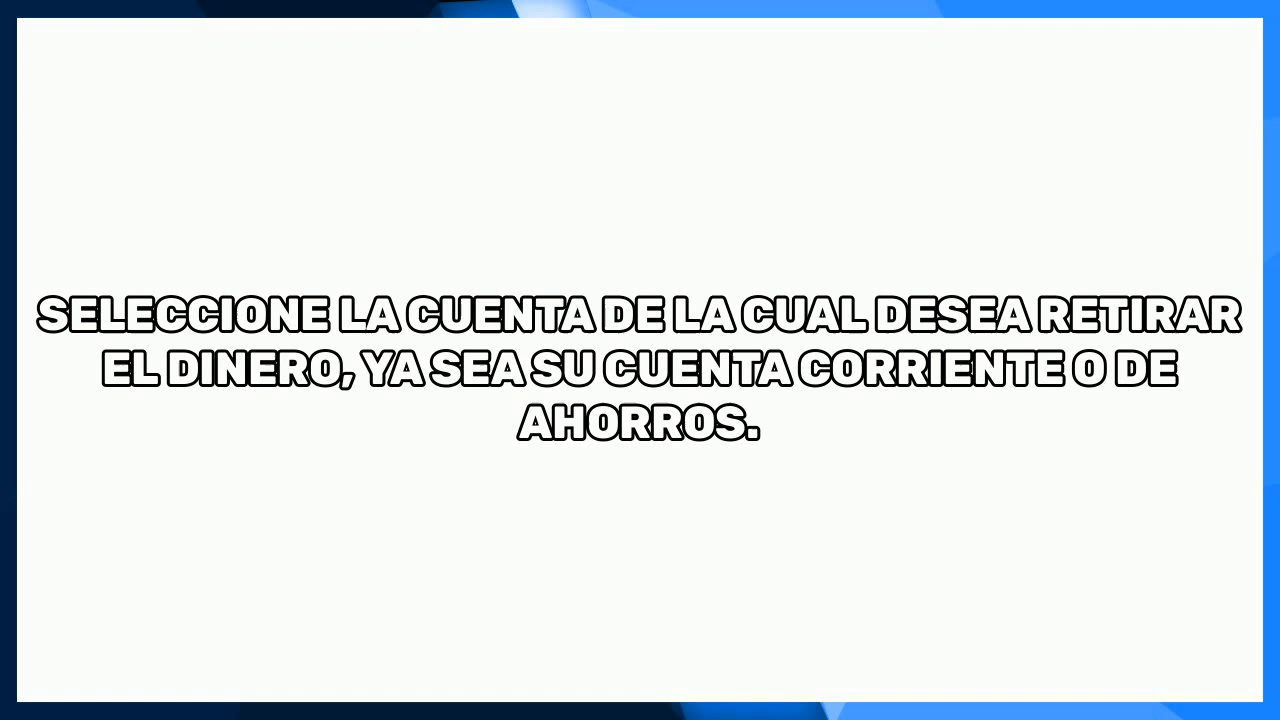 SELECCIONE LA CUENTA DE LA CUAL DESEA RETIRAR
EL DINERO, YA SEA SU CUENTA CORRIENTE O DE
AHORROS.